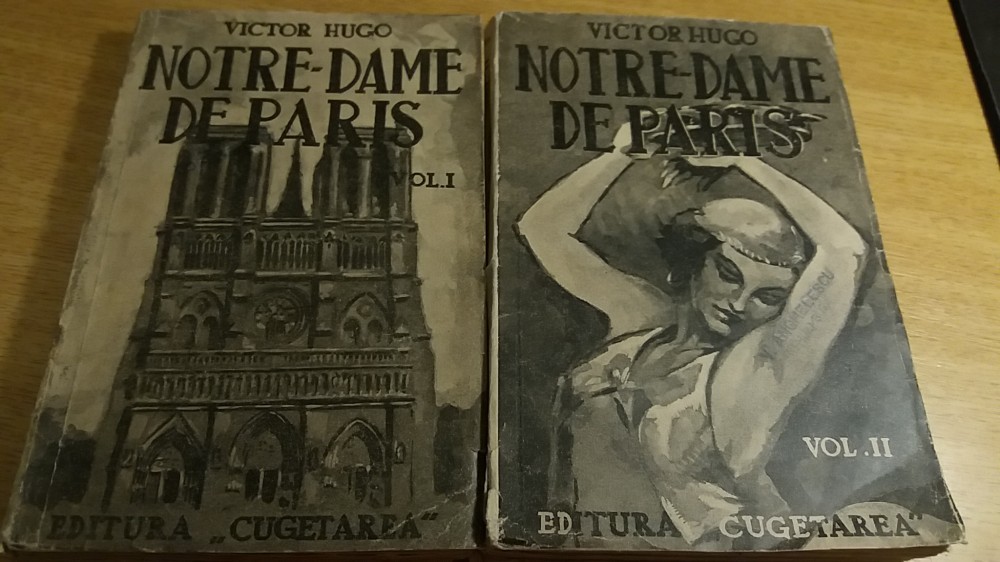 VICTOR HUGO
NOTRE-DAME
DE PARIS
VOL.I
EDITURA „CUGETAREA“
VICTOR HUGO
NOTRE-DAME
DE PARIS
VOL.II
EDITURA CUGETAREA“